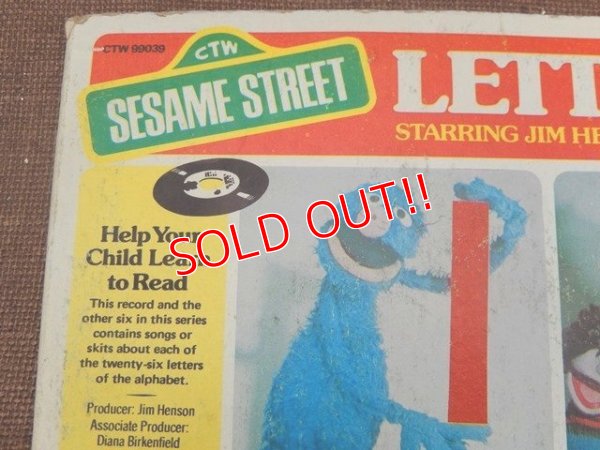 CTW 99039
CTW
SESAME STREET
LETT
STARRING JIM HE
SOLD OUT!!
Help Your
Child Learn
to Read
This record and the
other six in this series
contains songs or
skits about each of
the twenty-six letters
of the alphabet.
Producer: Jim Henson
Associate Producer:
Diana Birkenfield